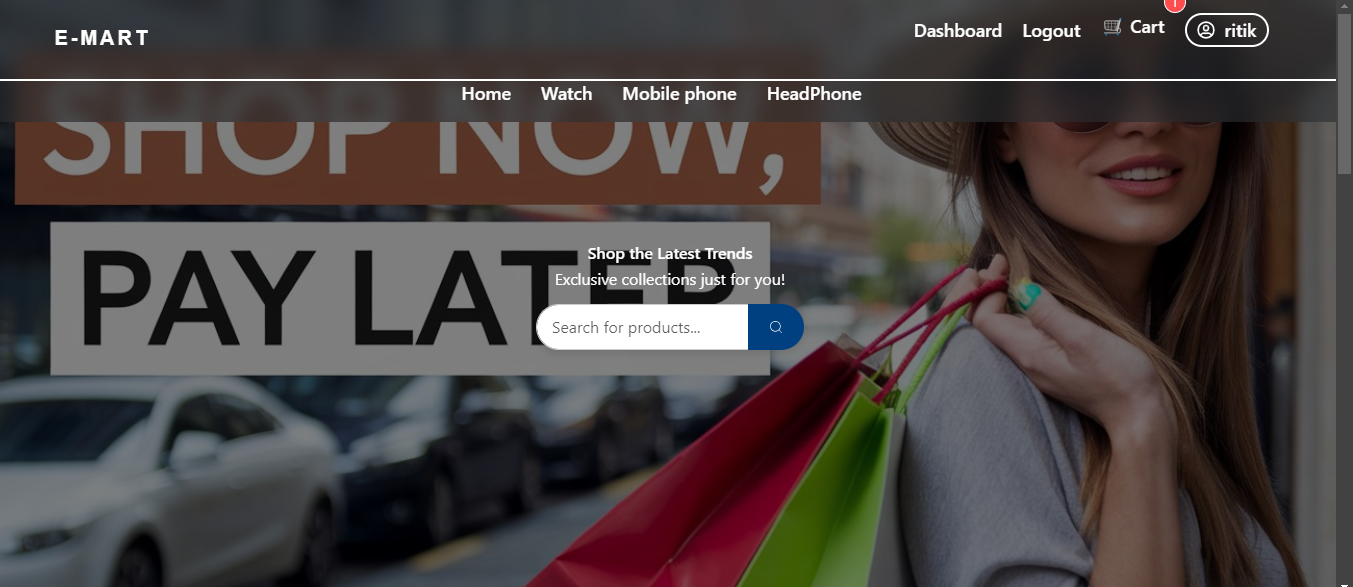 E-MART
Dashboard Logout Cart 1 ritik
Home Watch Mobile phone HeadPhone
SHOP NOW,
PAY LATER
Shop the Latest Trends
Exclusive collections just for you!
Search for products...